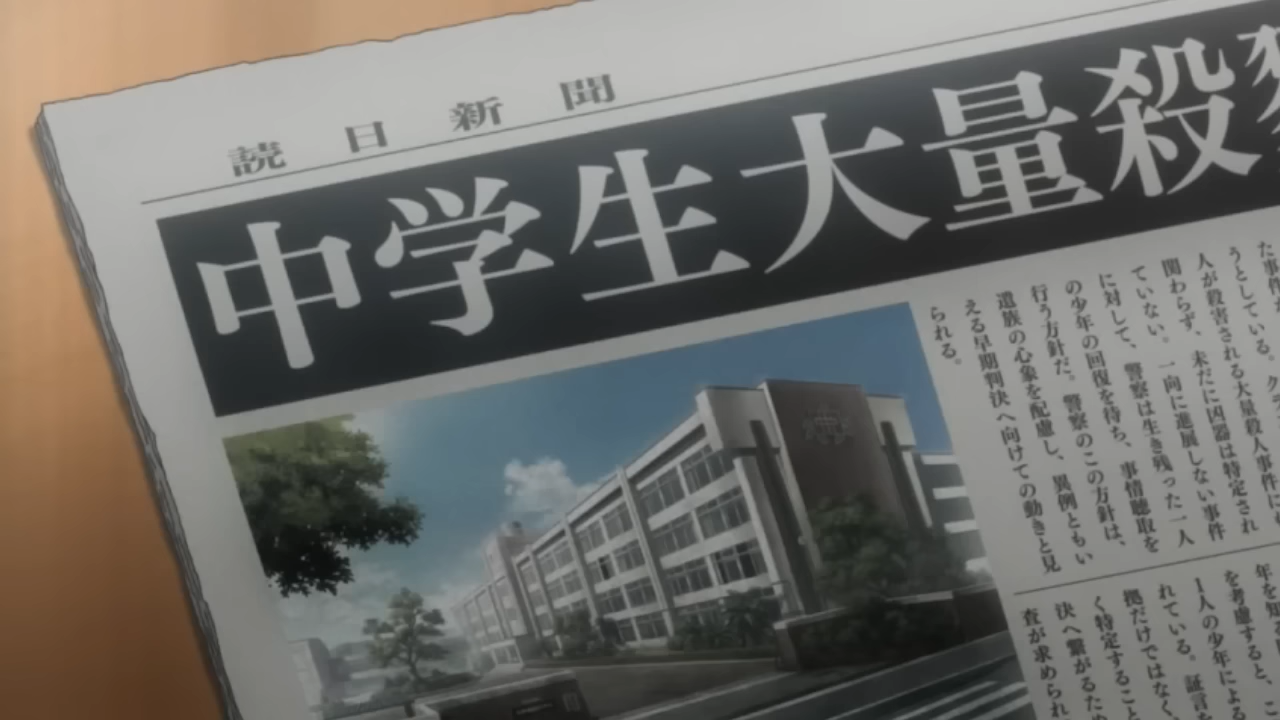 読日新聞
中学生大量殺
た事件
うとしている。ク
人が殺害される大量殺人事件に
関わらず、未だに凶器は特定され
ていない。一向に進展しない事件
に対して、警察は生き残った一人
の少年の回復を待ち、事情聴取を
行う方針だ。警察のこの方針は、
遺族の心象を配慮し、異例ともい
える早期判決へ向けての動きと見
られる。
年を知
を考慮すると、こ
1人の少年による
れている。証言
拠だけではなく、
く特定すること
決へ繋がるた
査が求められ